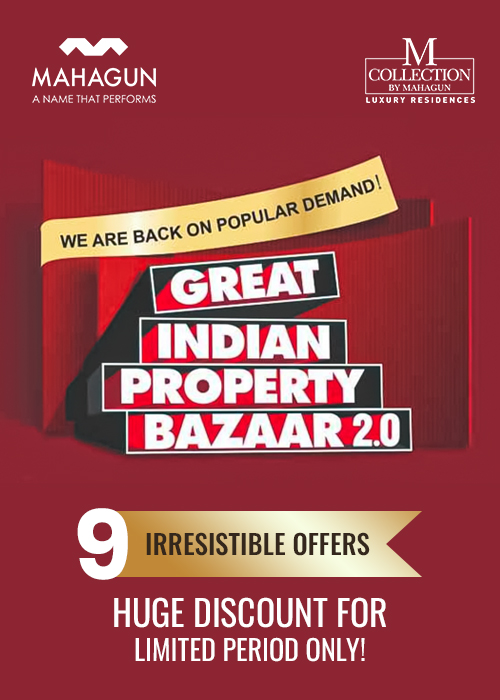 MAHAGUN
A NAME THAT PERFORMS
M
COLLECTION
BY MAHAGUN
LUXURY RESIDENCES
WE ARE BACK ON POPULAR DEMAND!
GREAT
INDIAN
PROPERTY
BAZAAR 2.0
9 IRRESISTIBLE OFFERS
HUGE DISCOUNT FOR
LIMITED PERIOD ONLY!